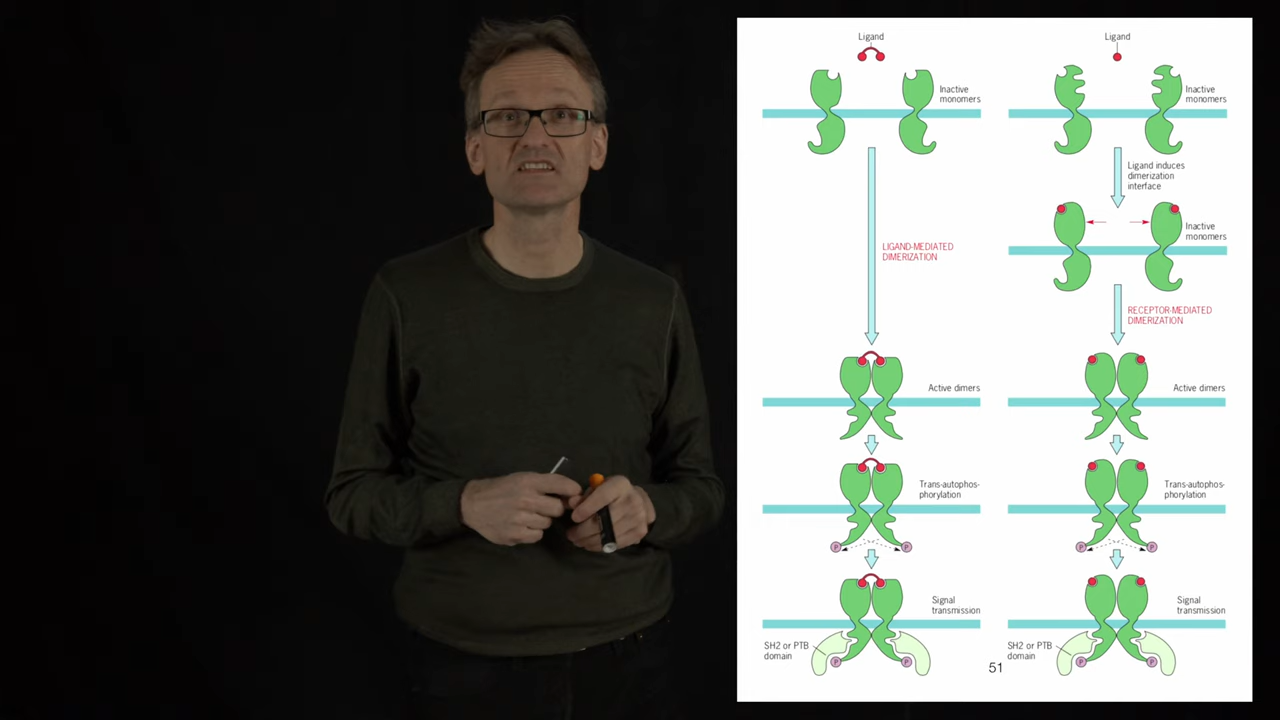 Ligand
Inactive
monomers
LIGAND-MEDIATED
DIMERIZATION
Active dimers
Trans-autophos-
phorylation
P
P
Signal
transmission
SH2 or PTB
domain
P
P
Ligand
Inactive
monomers
Ligand induces
dimerization
interface
Inactive
monomers
RECEPTOR-MEDIATED
DIMERIZATION
Active dimers
Trans-autophos-
phorylation
P
P
Signal
transmission
SH2 or PTB
domain
P
P
51